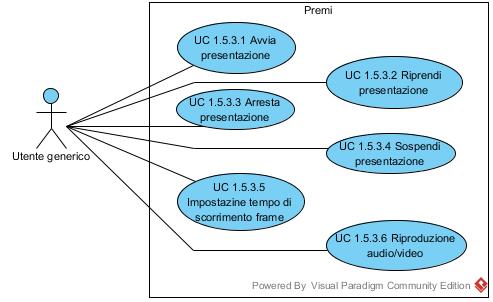 Premi
UC 1.5.3.1 Avvia
presentazione
UC 1.5.3.2 Riprendi
presentazione
UC 1.5.3.3 Arresta
presentazione
Utente generico
UC 1.5.3.4 Sospendi
presentazione
UC 1.5.3.5
Impostazine tempo di
scorrimento frame
UC 1.5.3.6 Riproduzione
audio/video
Powered By Visual Paradigm Community Edition